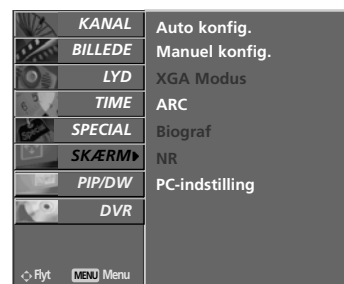 KANAL
BILLEDE
LYD
TIME
SPECIAL
SKÆRM
PIP/DW
DVR
Flyt MENU Menu
Auto konfig.
Manuel konfig.
XGA Modus
ARC
Biograf
NR
PC-indstilling